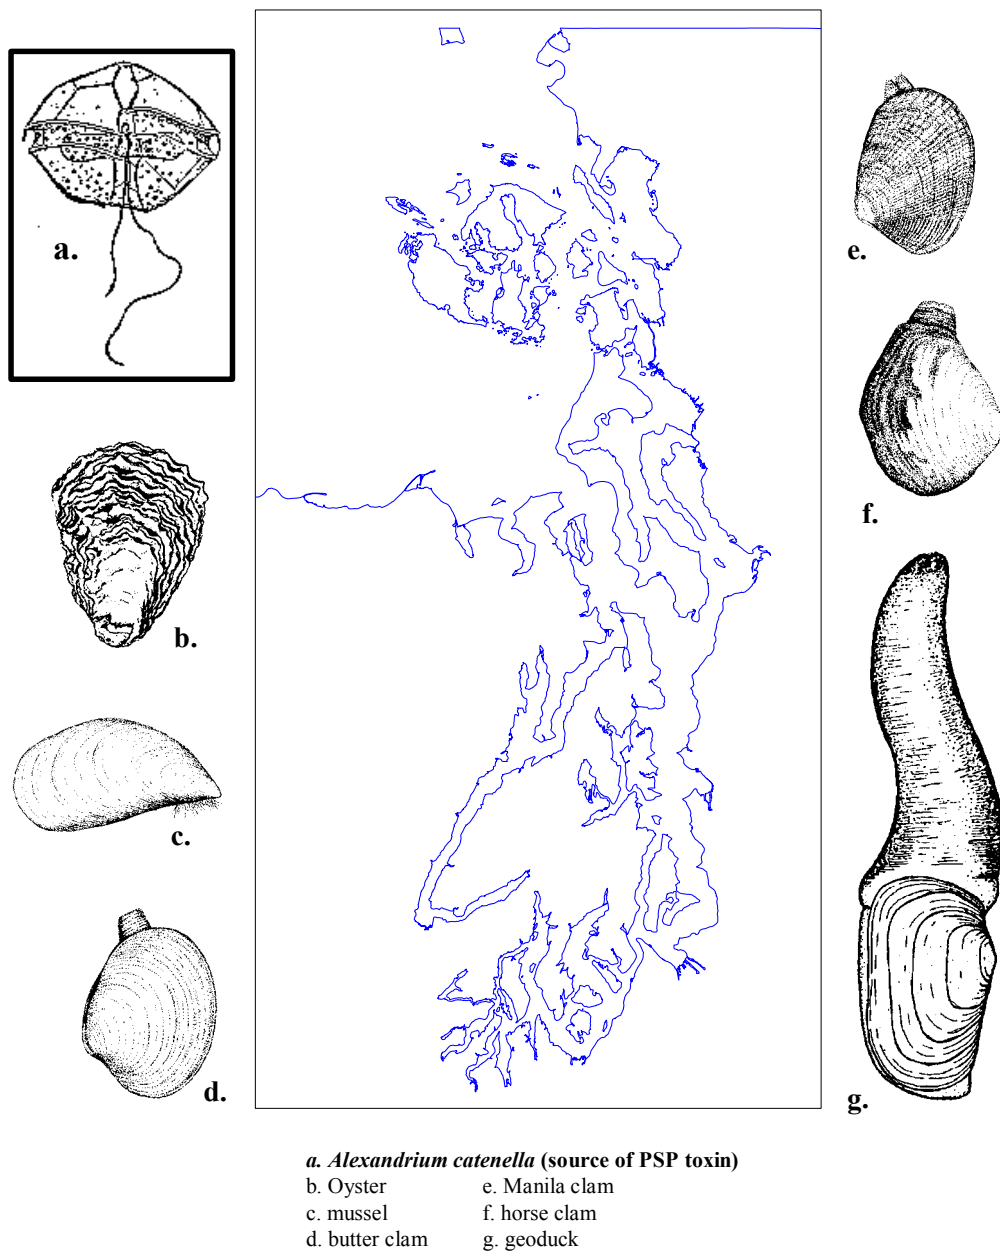 a.
b.
c.
d.
e.
f.
g.
a. Alexandrium catenella (source of PSP toxin)
b. Oyster e. Manila clam
c. mussel f. horse clam
d. butter clam g. geoduck